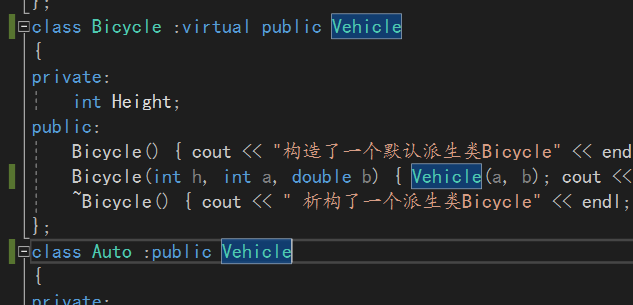 };
class Bicycle :virtual public Vehicle
{
private:
int Height;
public:
Bicycle() { cout << "构造了一个默认派生类Bicycle" << end
Bicycle(int h, int a, double b) { Vehicle(a, b); cout <<
~Bicycle() { cout << " 析构了一个派生类Bicycle" << endl;
};
class Auto :public Vehicle
{
private: